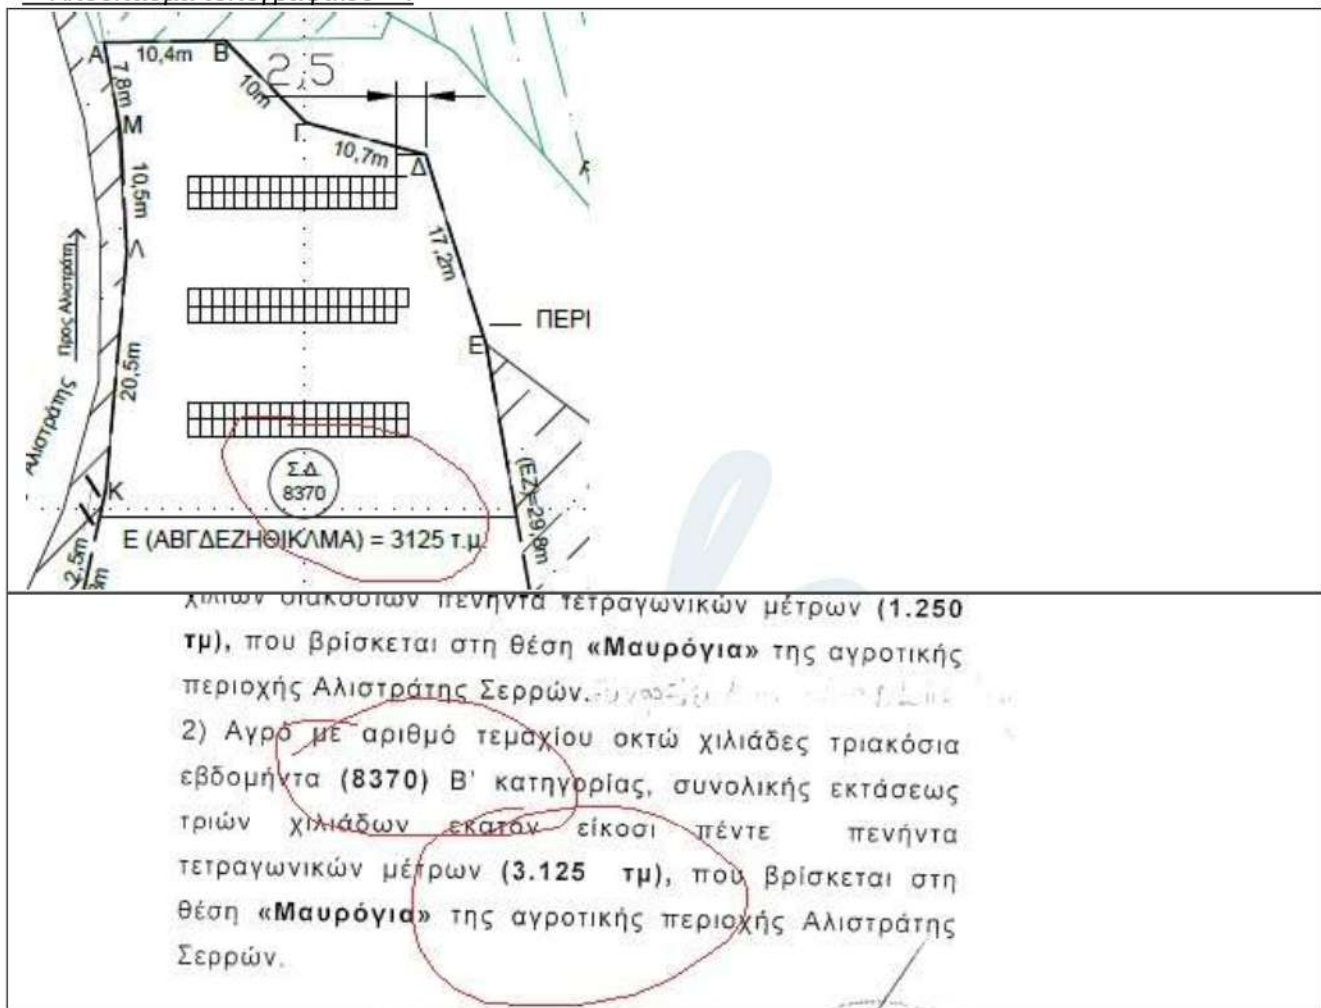 A 10,4m B
2,5
7,8m
10m
M
Γ
10,7m
Δ
10,5m
Λ
17,2m
Προς Αλιστράτη
ΠΕΡΙ
E
20,5m
Αλιστράτης
Σ.Δ.
8370
K
(ΕΖ)=29,8m
Ε (ΑΒΓΔΕΖΗΘΙΚΛΜΑ) = 3125 τ.μ.
2,5m
χιλίων διακοσίων πενήντα τετραγωνικών μέτρων (1.250
τμ), που βρίσκεται στη θέση «Μαυρόγια» της αγροτικής
περιοχής Αλιστράτης Σερρών.
2) Αγρό με αριθμό τεμαχίου οκτώ χιλιάδες τριακόσια
εβδομήντα (8370) Β' κατηγορίας, συνολικής εκτάσεως
τριών χιλιάδων εκατόν είκοσι πέντε πενήντα
τετραγωνικών μέτρων (3.125 τμ), που βρίσκεται στη
θέση «Μαυρόγια» της αγροτικής περιοχής Αλιστράτης
Σερρών.